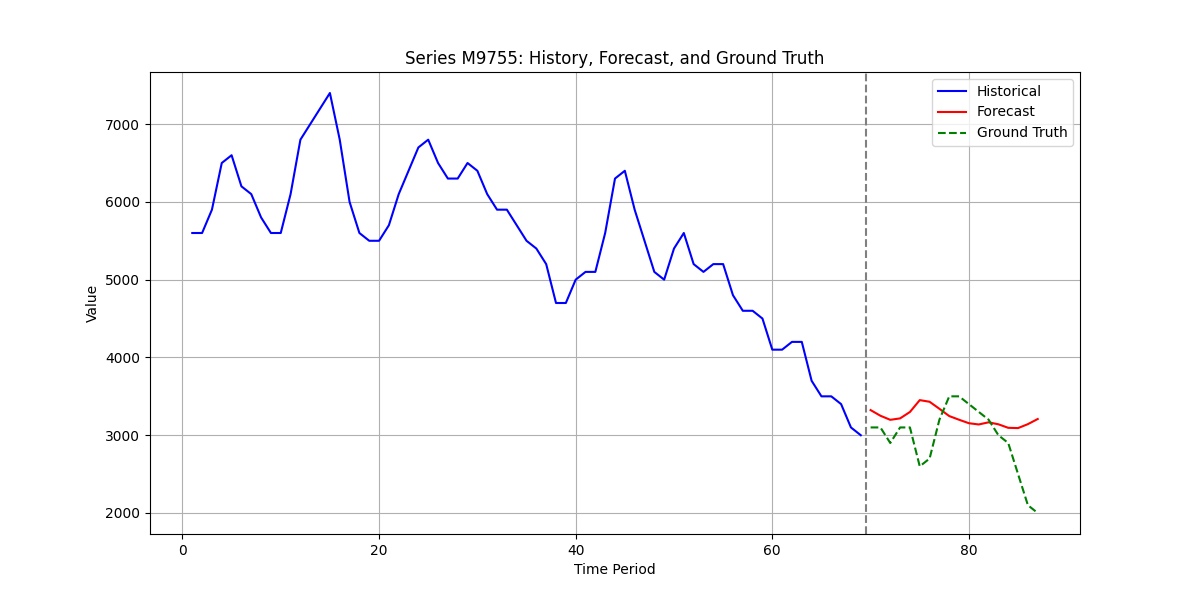 Series M9755: History, Forecast, and Ground Truth
Historical
Forecast
Ground Truth
Value
7000
6000
5000
4000
3000
2000
0 20 40 60 80
Time Period